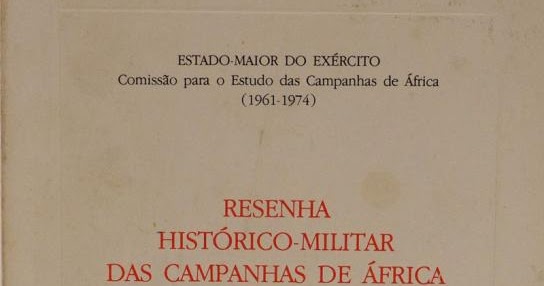 ESTADO-MAIOR DO EXÉRCITO
Comissão para o Estudo das Campanhas de África
(1961-1974)
RESENHA
HISTÓRICO-MILITAR
DAS CAMPANHAS DE ÁFRICA